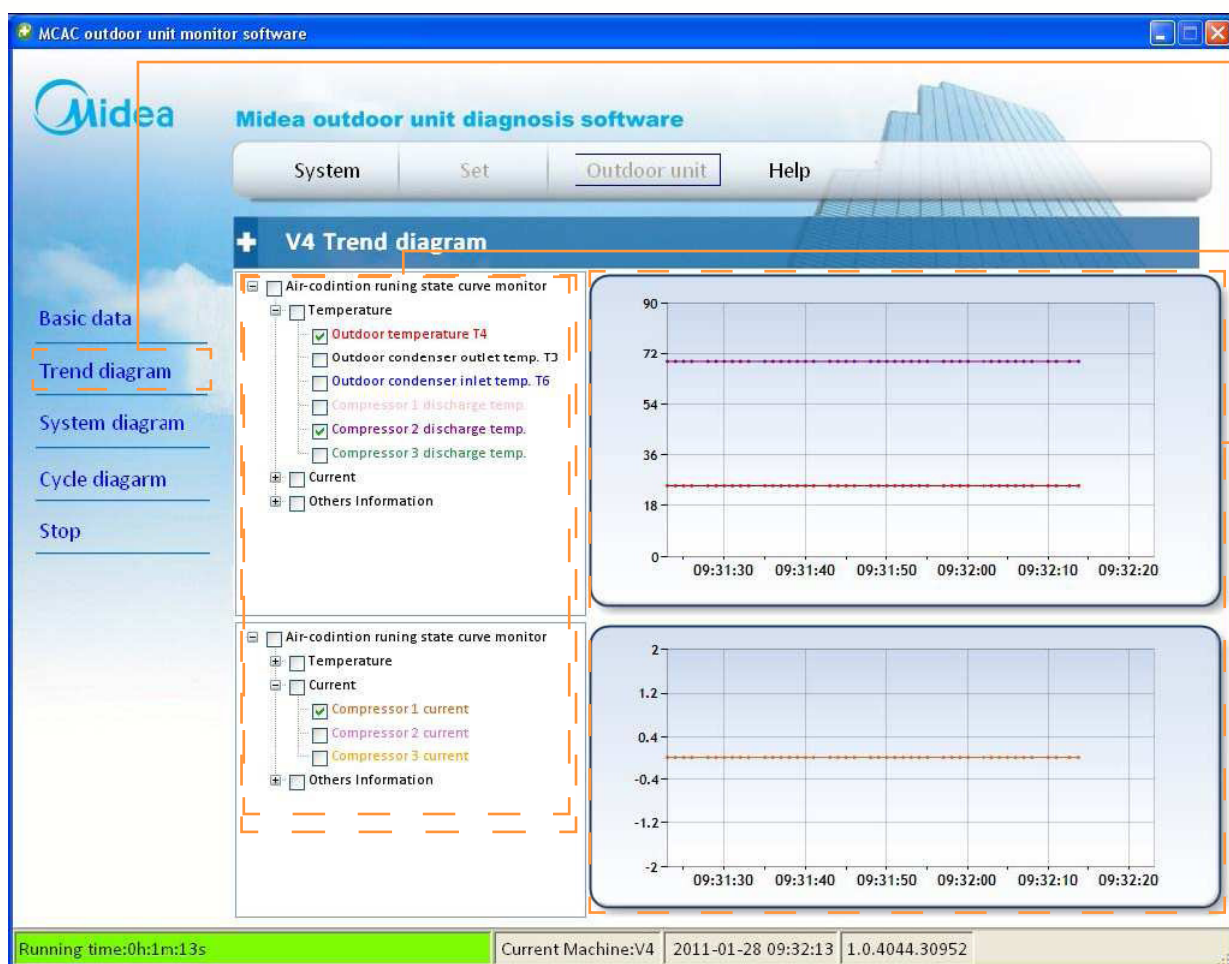 MCAC outdoor unit monitor software
Midea
Midea outdoor unit diagnosis software
System Set Outdoor unit Help
V4 Trend diagram
Basic data
Trend diagram
System diagram
Cycle diagarm
Stop
Air-codintion runing state curve monitor
Temperature
Outdoor temperature T4
Outdoor condenser outlet temp. T3
Outdoor condenser inlet temp. T6
Compressor 1 discharge temp.
Compressor 2 discharge temp.
Compressor 3 discharge temp.
Current
Others Information
90
72
54
36
18
0
09:31:30 09:31:40 09:31:50 09:32:00 09:32:10 09:32:20
Air-codintion runing state curve monitor
Temperature
Current
Compressor 1 current
Compressor 2 current
Compressor 3 current
Others Information
2
1.2
0.4
-0.4
-1.2
-2
09:31:30 09:31:40 09:31:50 09:32:00 09:32:10 09:32:20
Running time:0h:1m:13s Current Machine:V4 2011-01-28 09:32:13 1.0.4044.30952